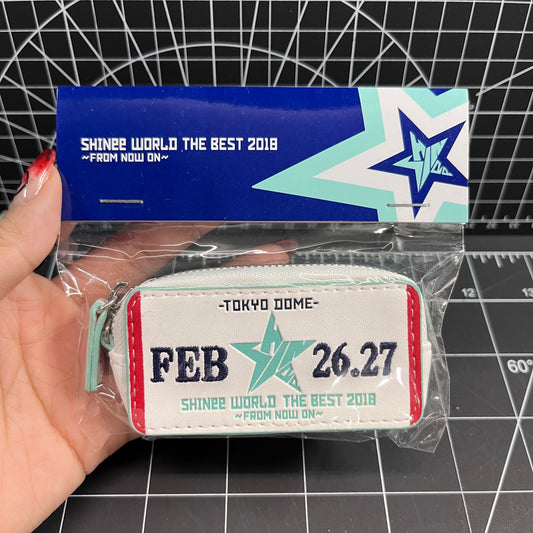 SHINee WORLD THE BEST 2018
~FROM NOW ON~
-TOKYO DOME-
FEB 26.27
SHINee WORLD THE BEST 2018
~FROM NOW ON~
12
13
60°